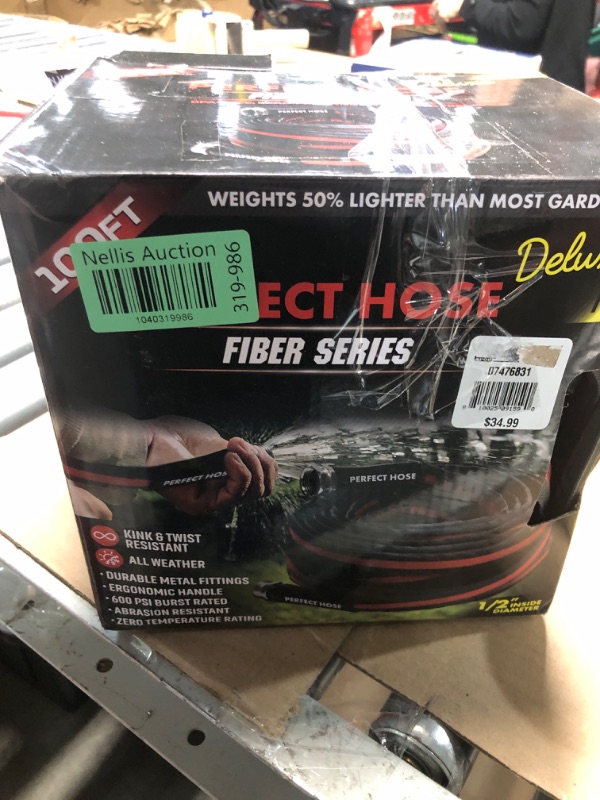 PERFECT HOSE
WEIGHTS 50% LIGHTER THAN MOST GARD
100FT
Nellis Auction
1040319986
319-986
Delu
ECT HOSE
FIBER SERIES
07476831
$34.99
PERFECT HOS
PERFECT HOSE
KINK & TWIST
RESISTANT
ALL WEATHER
• DURABLE METAL FITTINGS
• ERGONOMIC HANDLE
• 600 PSI BURST RATED
• ABRASION RESISTANT
• ZERO TEMPERATURE RATING
PERFECT HOSE
1/2" INSIDE
DIAMETER